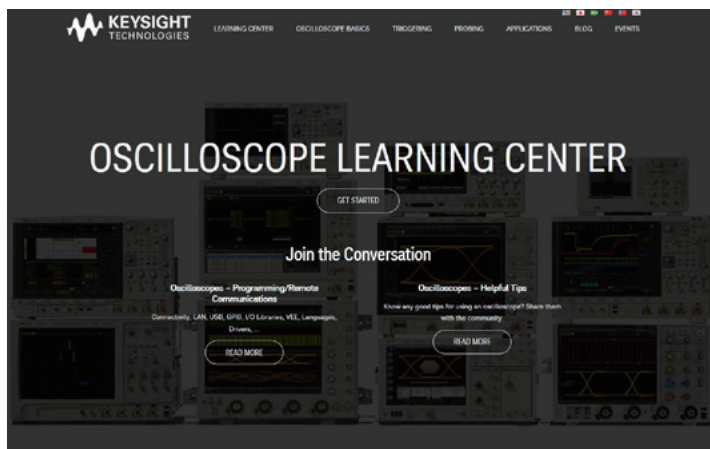 KEYSIGHT
TECHNOLOGIES
LEARNING CENTER OSCILLOSCOPE BASICS TRIGGERING PROBING APPLICATIONS BLOG EVENTS
OSCILLOSCOPE LEARNING CENTER
GET STARTED
Join the Conversation
Oscilloscopes – Programming/Remote
Communications
Connectivity, LAN, USB, GPIB, I/O Libraries, VEE, Languages,
Drivers, ...
READ MORE
Oscilloscopes – Helpful Tips
Know any good tips for using an oscilloscope? Share them
with the community
READ MORE